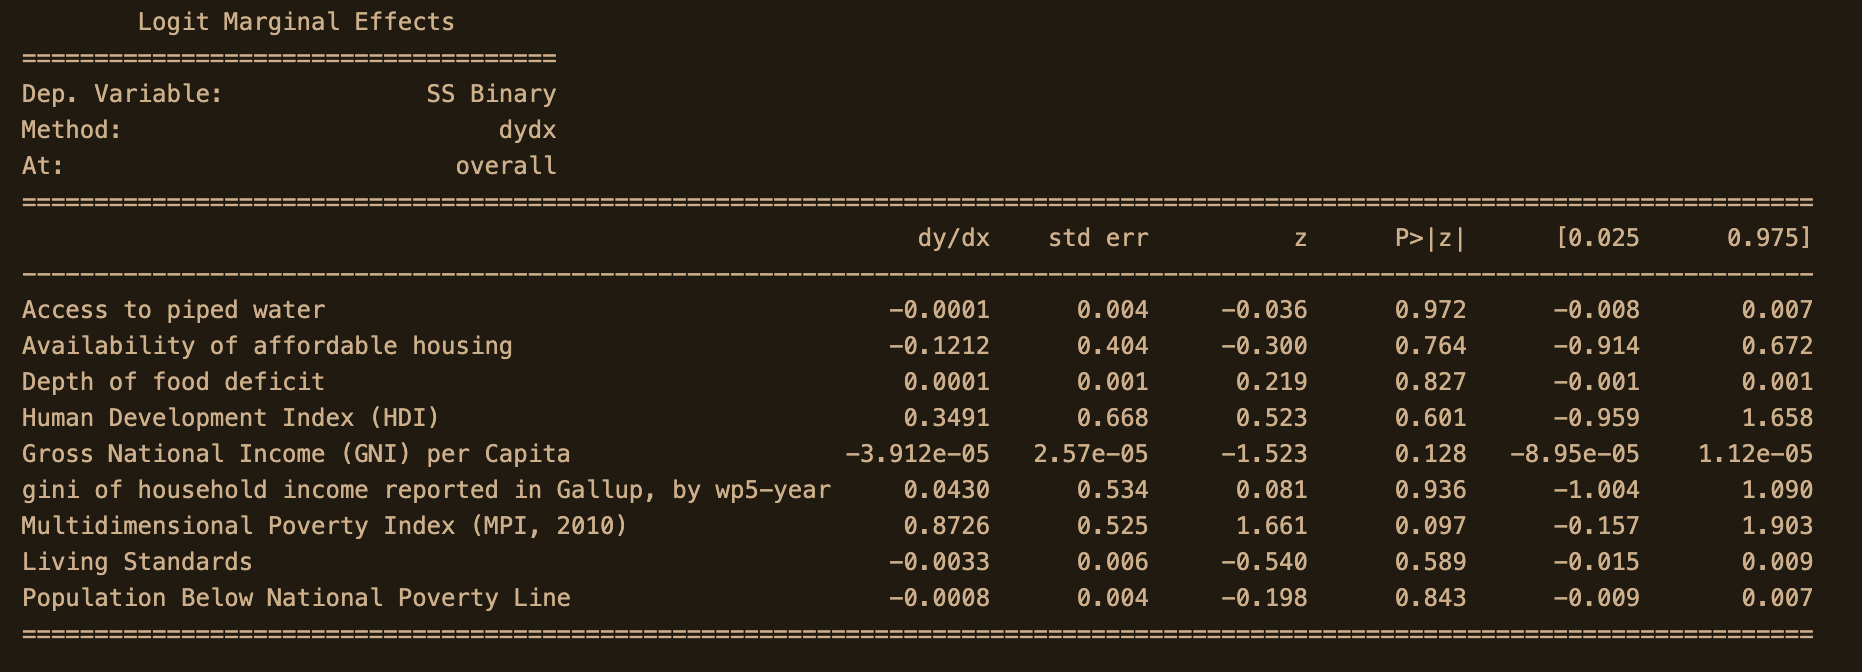 Logit Marginal Effects
=====================================
Dep. Variable: SS Binary
Method: dydx
At: overall
============================================================================================================================
dy/dx std err z P>|z| [0.025 0.975]
----------------------------------------------------------------------------------------------------------------------------
Access to piped water -0.0001 0.004 -0.036 0.972 -0.008 0.007
Availability of affordable housing -0.1212 0.404 -0.300 0.764 -0.914 0.672
Depth of food deficit 0.0001 0.001 0.219 0.827 -0.001 0.001
Human Development Index (HDI) 0.3491 0.668 0.523 0.601 -0.959 1.658
Gross National Income (GNI) per Capita -3.912e-05 2.57e-05 -1.523 0.128 -8.95e-05 1.12e-05
gini of household income reported in Gallup, by wp5-year 0.0430 0.534 0.081 0.936 -1.004 1.090
Multidimensional Poverty Index (MPI, 2010) 0.8726 0.525 1.661 0.097 -0.157 1.903
Living Standards -0.0033 0.006 -0.540 0.589 -0.015 0.009
Population Below National Poverty Line -0.0008 0.004 -0.198 0.843 -0.009 0.007
============================================================================================================================